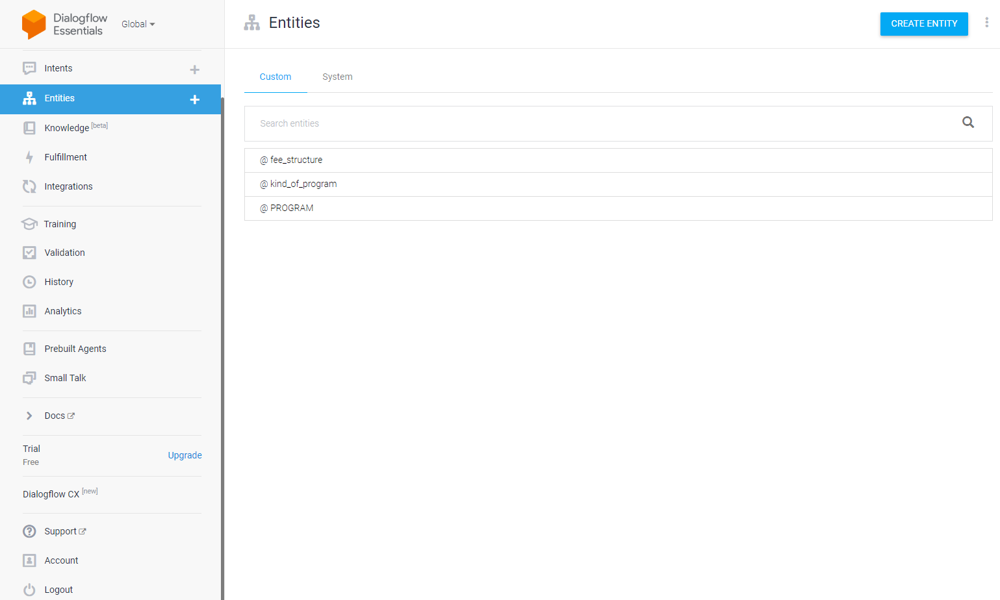 Dialogflow
Essentials
Global
Entities
CREATE ENTITY
Intents
Entities
Knowledge [beta]
Fulfillment
Integrations
Training
Validation
History
Analytics
Prebuilt Agents
Small Talk
Docs
Trial
Free
Upgrade
Dialogflow CX [new]
Support
Account
Logout
Custom System
Search entities
@ fee_structure
@ kind_of_program
@ PROGRAM